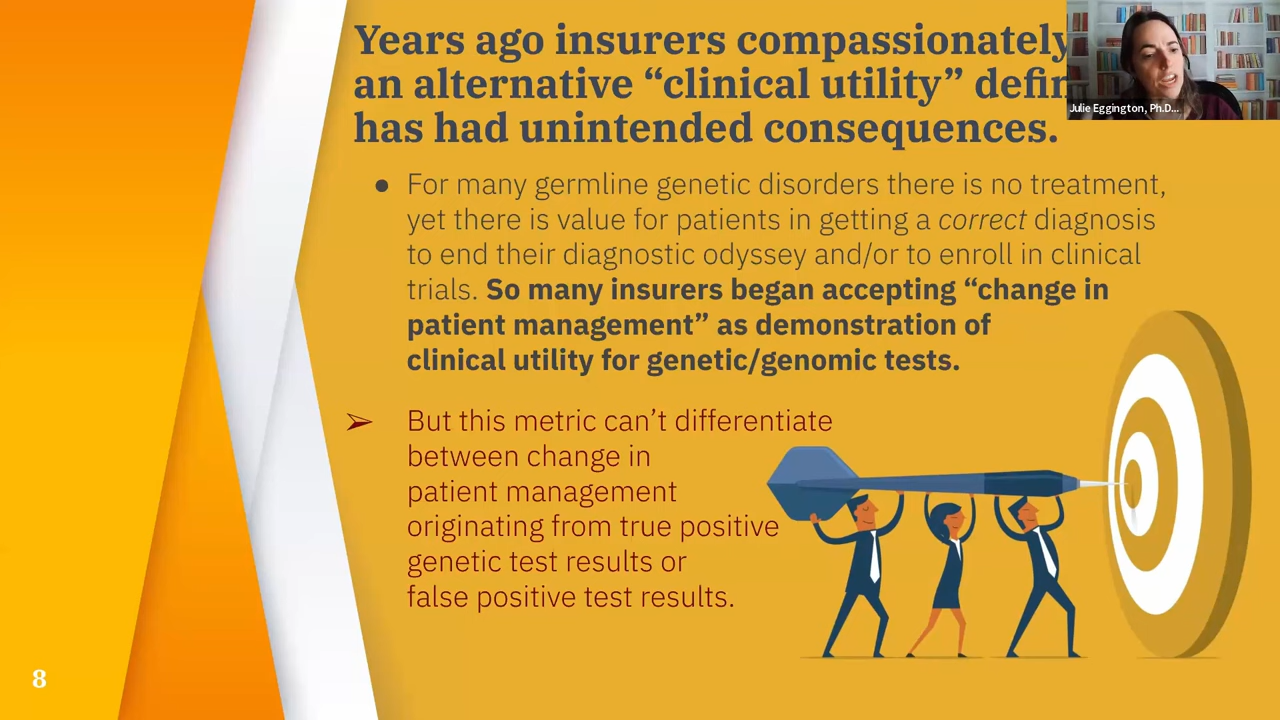 Years ago insurers compassionately
an alternative “clinical utility”
has had unintended consequences.
Julie Eggington, Ph.D...
● For many germline genetic disorders there is no treatment,
yet there is value for patients in getting a correct diagnosis
to end their diagnostic odyssey and/or to enroll in clinical
trials. So many insurers began accepting “change in
patient management” as demonstration of
clinical utility for genetic/genomic tests.
➢ But this metric can’t differentiate
between change in
patient management
originating from true positive
genetic test results or
false positive test results.
8